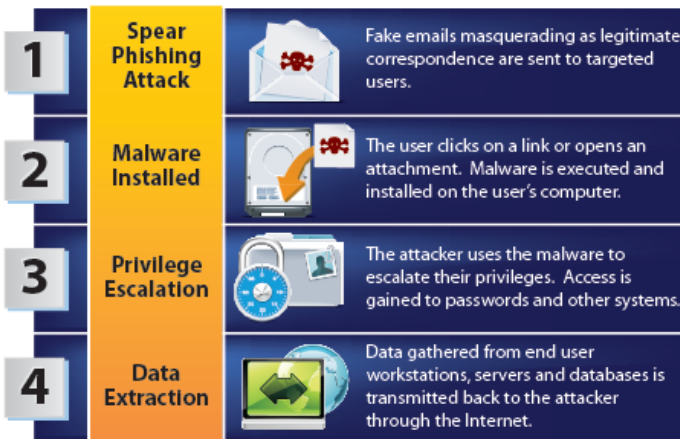 1
Spear
Phishing
Attack
Fake emails masquerading as legitimate
correspondence are sent to targeted
users.
2
Malware
Installed
The user clicks on a link or opens an
attachment. Malware is executed and
installed on the user's computer.
3
Privilege
Escalation
The attacker uses the malware to
escalate their privileges. Access is
gained to passwords and other systems.
4
Data
Extraction
Data gathered from end user
workstations, servers and databases is
transmitted back to the attacker
through the Internet.